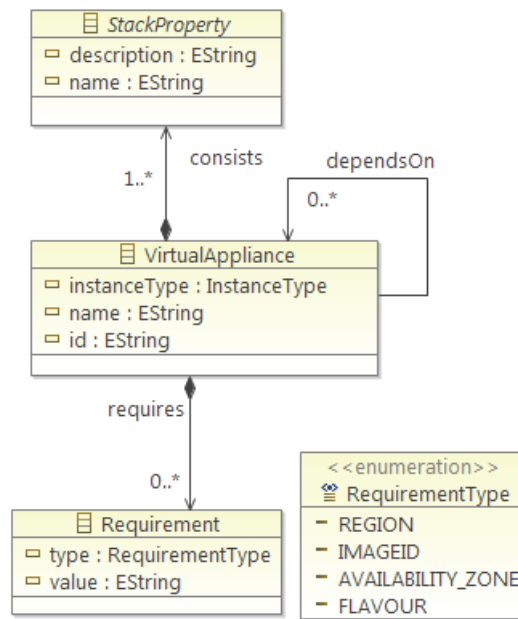 StackProperty
description : EString
name : EString
consists
1..*
dependsOn
0..*
VirtualAppliance
instanceType : InstanceType
name : EString
id : EString
requires
0..*
Requirement
type : RequirementType
value : EString
<<enumeration>>
RequirementType
REGION
IMAGEID
AVAILABILITY_ZONE
FLAVOUR